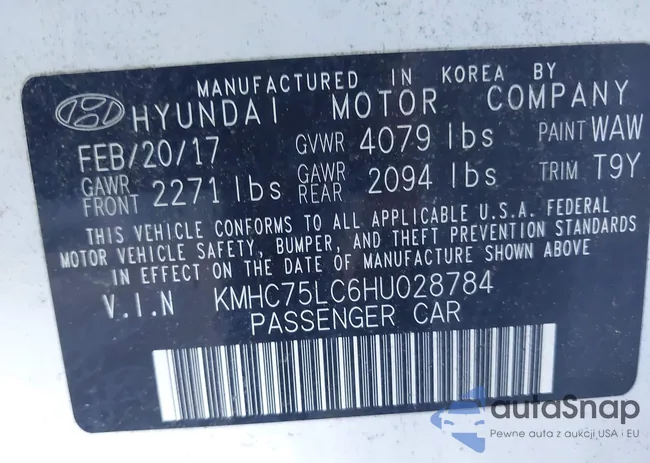 MANUFACTURED IN KOREA BY
HYUNDAI MOTOR COMPANY
FEB/20/17 GVWR 4079 lbs PAINT WAW
GAWR FRONT 2271 lbs GAWR REAR 2094 lbs TRIM T9Y
THIS VEHICLE CONFORMS TO ALL APPLICABLE U.S.A. FEDERAL
MOTOR VEHICLE SAFETY, BUMPER, AND THEFT PREVENTION STANDARDS
IN EFFECT ON THE DATE OF MANUFACTURE SHOWN ABOVE
V.I.N KMHC75LC6HU028784
PASSENGER CAR
autaSnap
Pewne auta z aukcji USA i EU